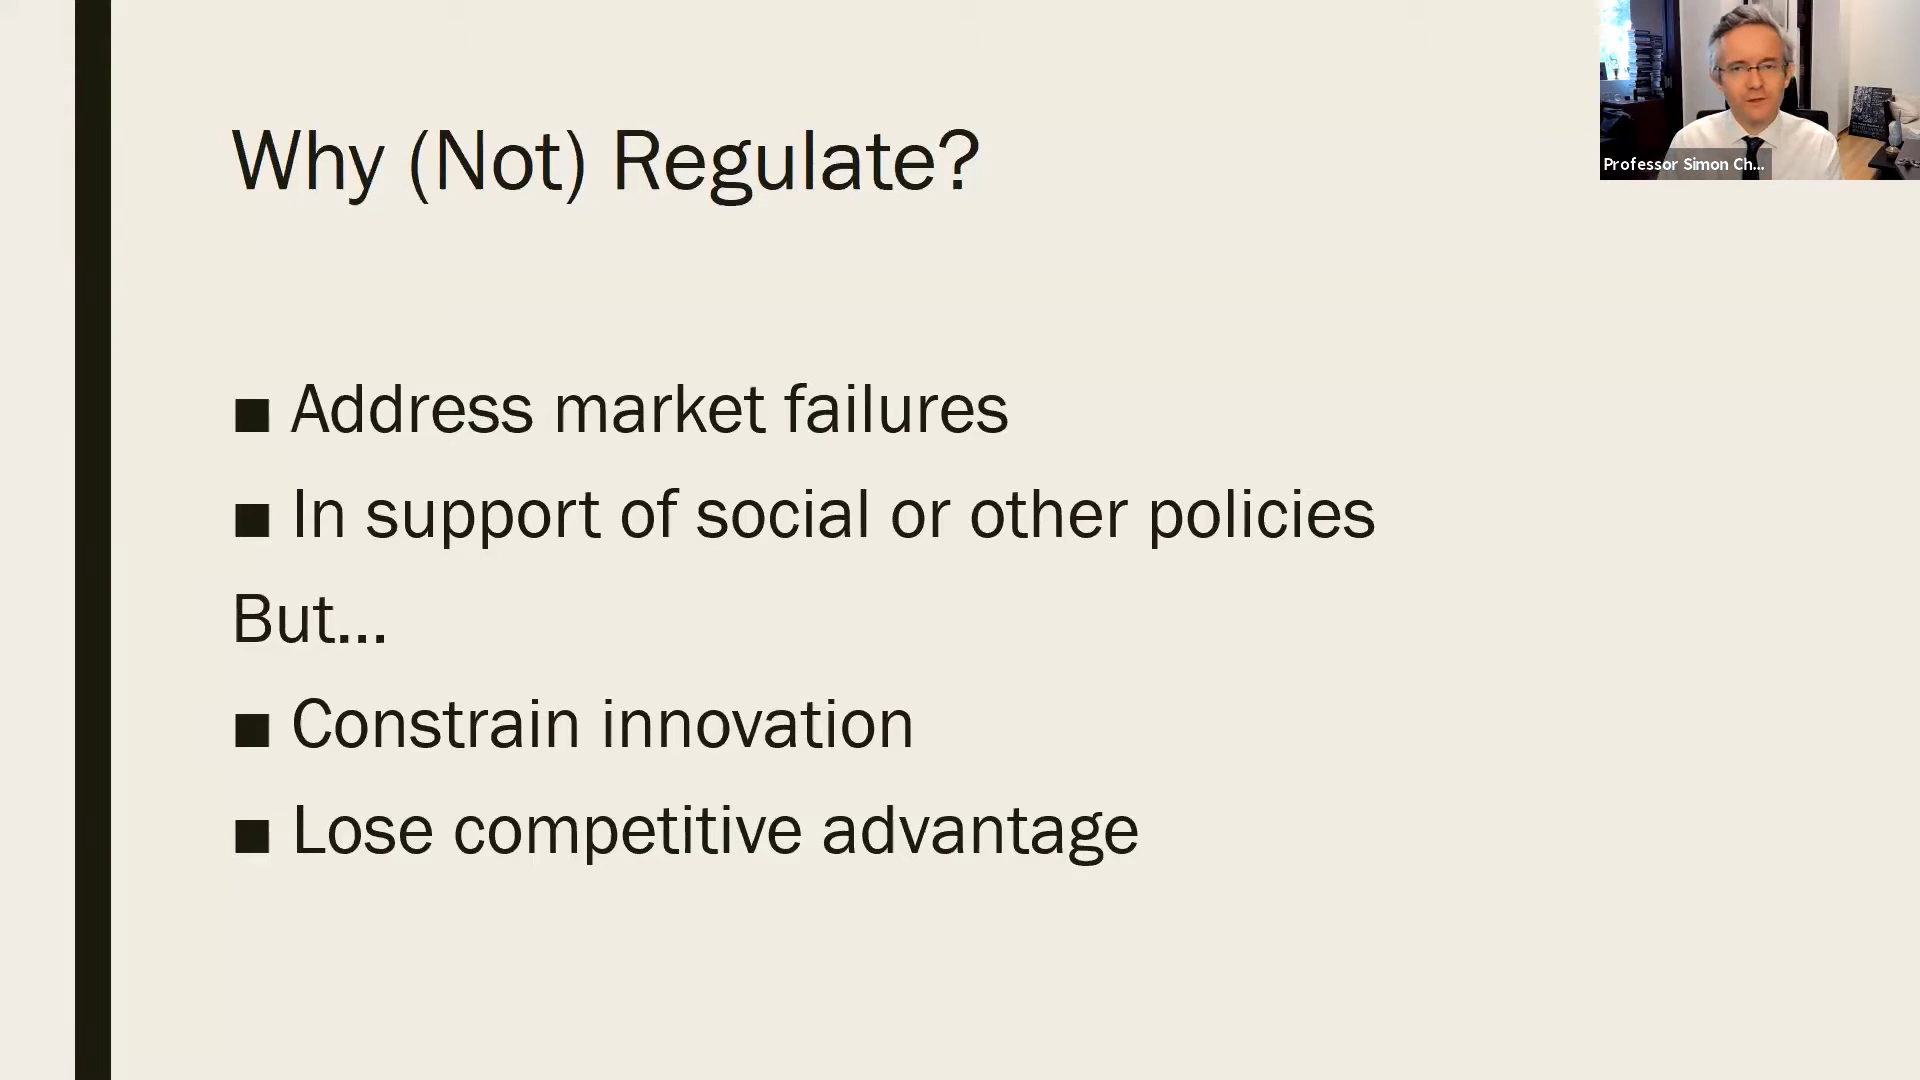 Why (Not) Regulate?
Professor Simon Ch...
■ Address market failures
■ In support of social or other policies
But...
■ Constrain innovation
■ Lose competitive advantage